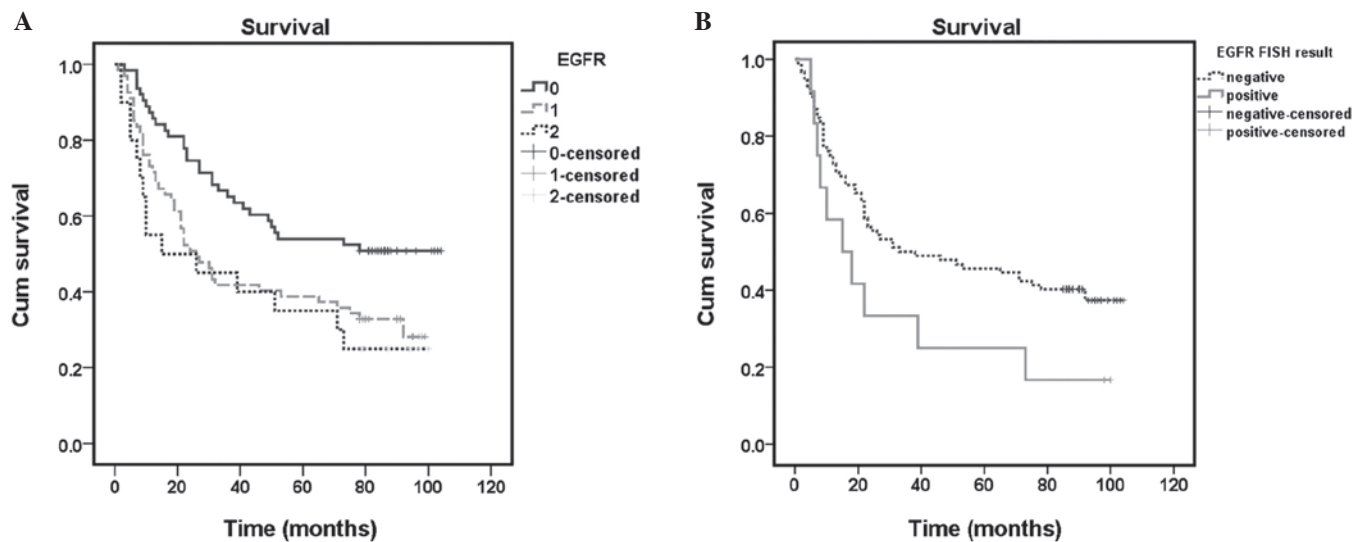 A
Survival
1.0
0.8
0.6
0.4
0.2
0.0
Cum survival
0 20 40 60 80 100 120
Time (months)
EGFR
0
1
2
0-censored
1-censored
2-censored
B
Survival
1.0
0.8
0.6
0.4
0.2
0.0
Cum survival
0 20 40 60 80 100 120
Time (months)
EGFR FISH result
negative
positive
negative-censored
positive-censored